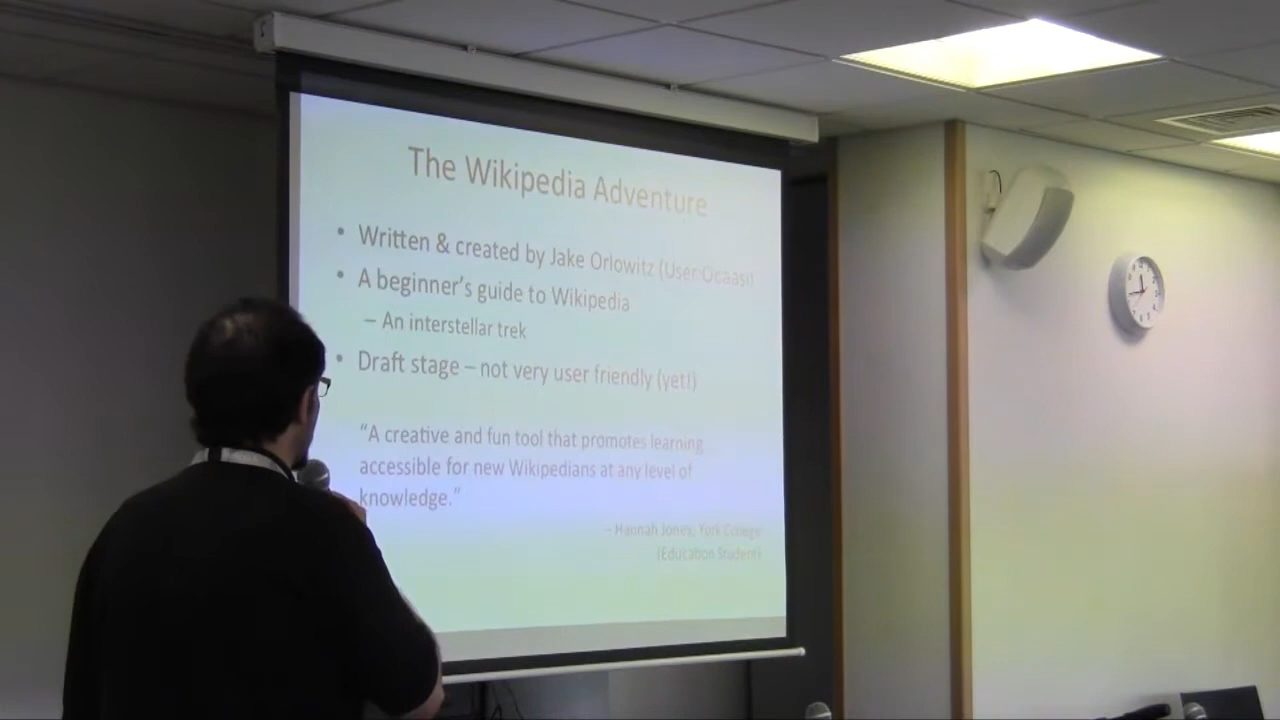 The Wikipedia Adventure
• Written & created by Jake Orlowitz (User:Ocaasi)
• A beginner's guide to Wikipedia
– An interstellar trek
• Draft stage – not very user friendly (yet!)
“A creative and fun tool that promotes learning
accessible for new Wikipedians at any level of
knowledge.”
– Hannah Jones, York College
(Education Student)